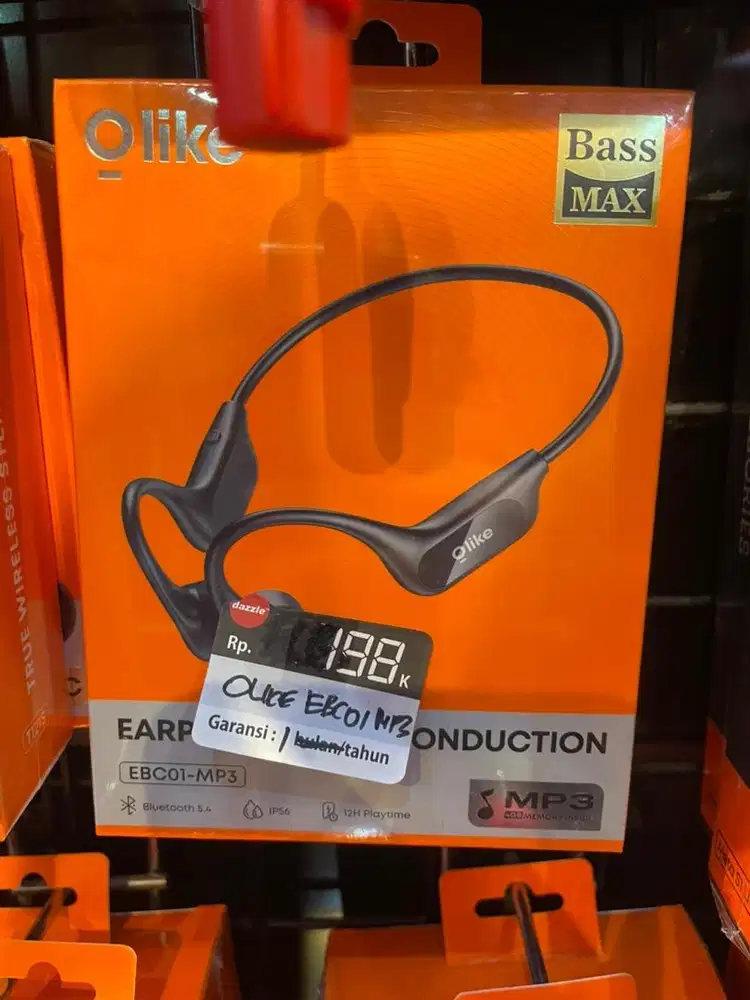 Olike
Bass
MAX
Olike
dazzle
Rp. 198K
OLIKE EBC01 MP3
Garansi : 1 bulan/tahun
EARP ONDUCTION
EBC01-MP3
Bluetooth 5.4
IP56
12H Playtime
MP3
TRUE WIRELESS